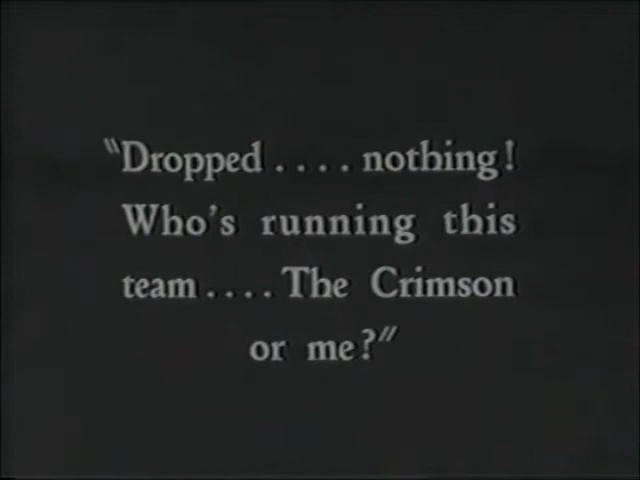 "Dropped .... nothing!
Who's running this
team .... The Crimson
or me?"